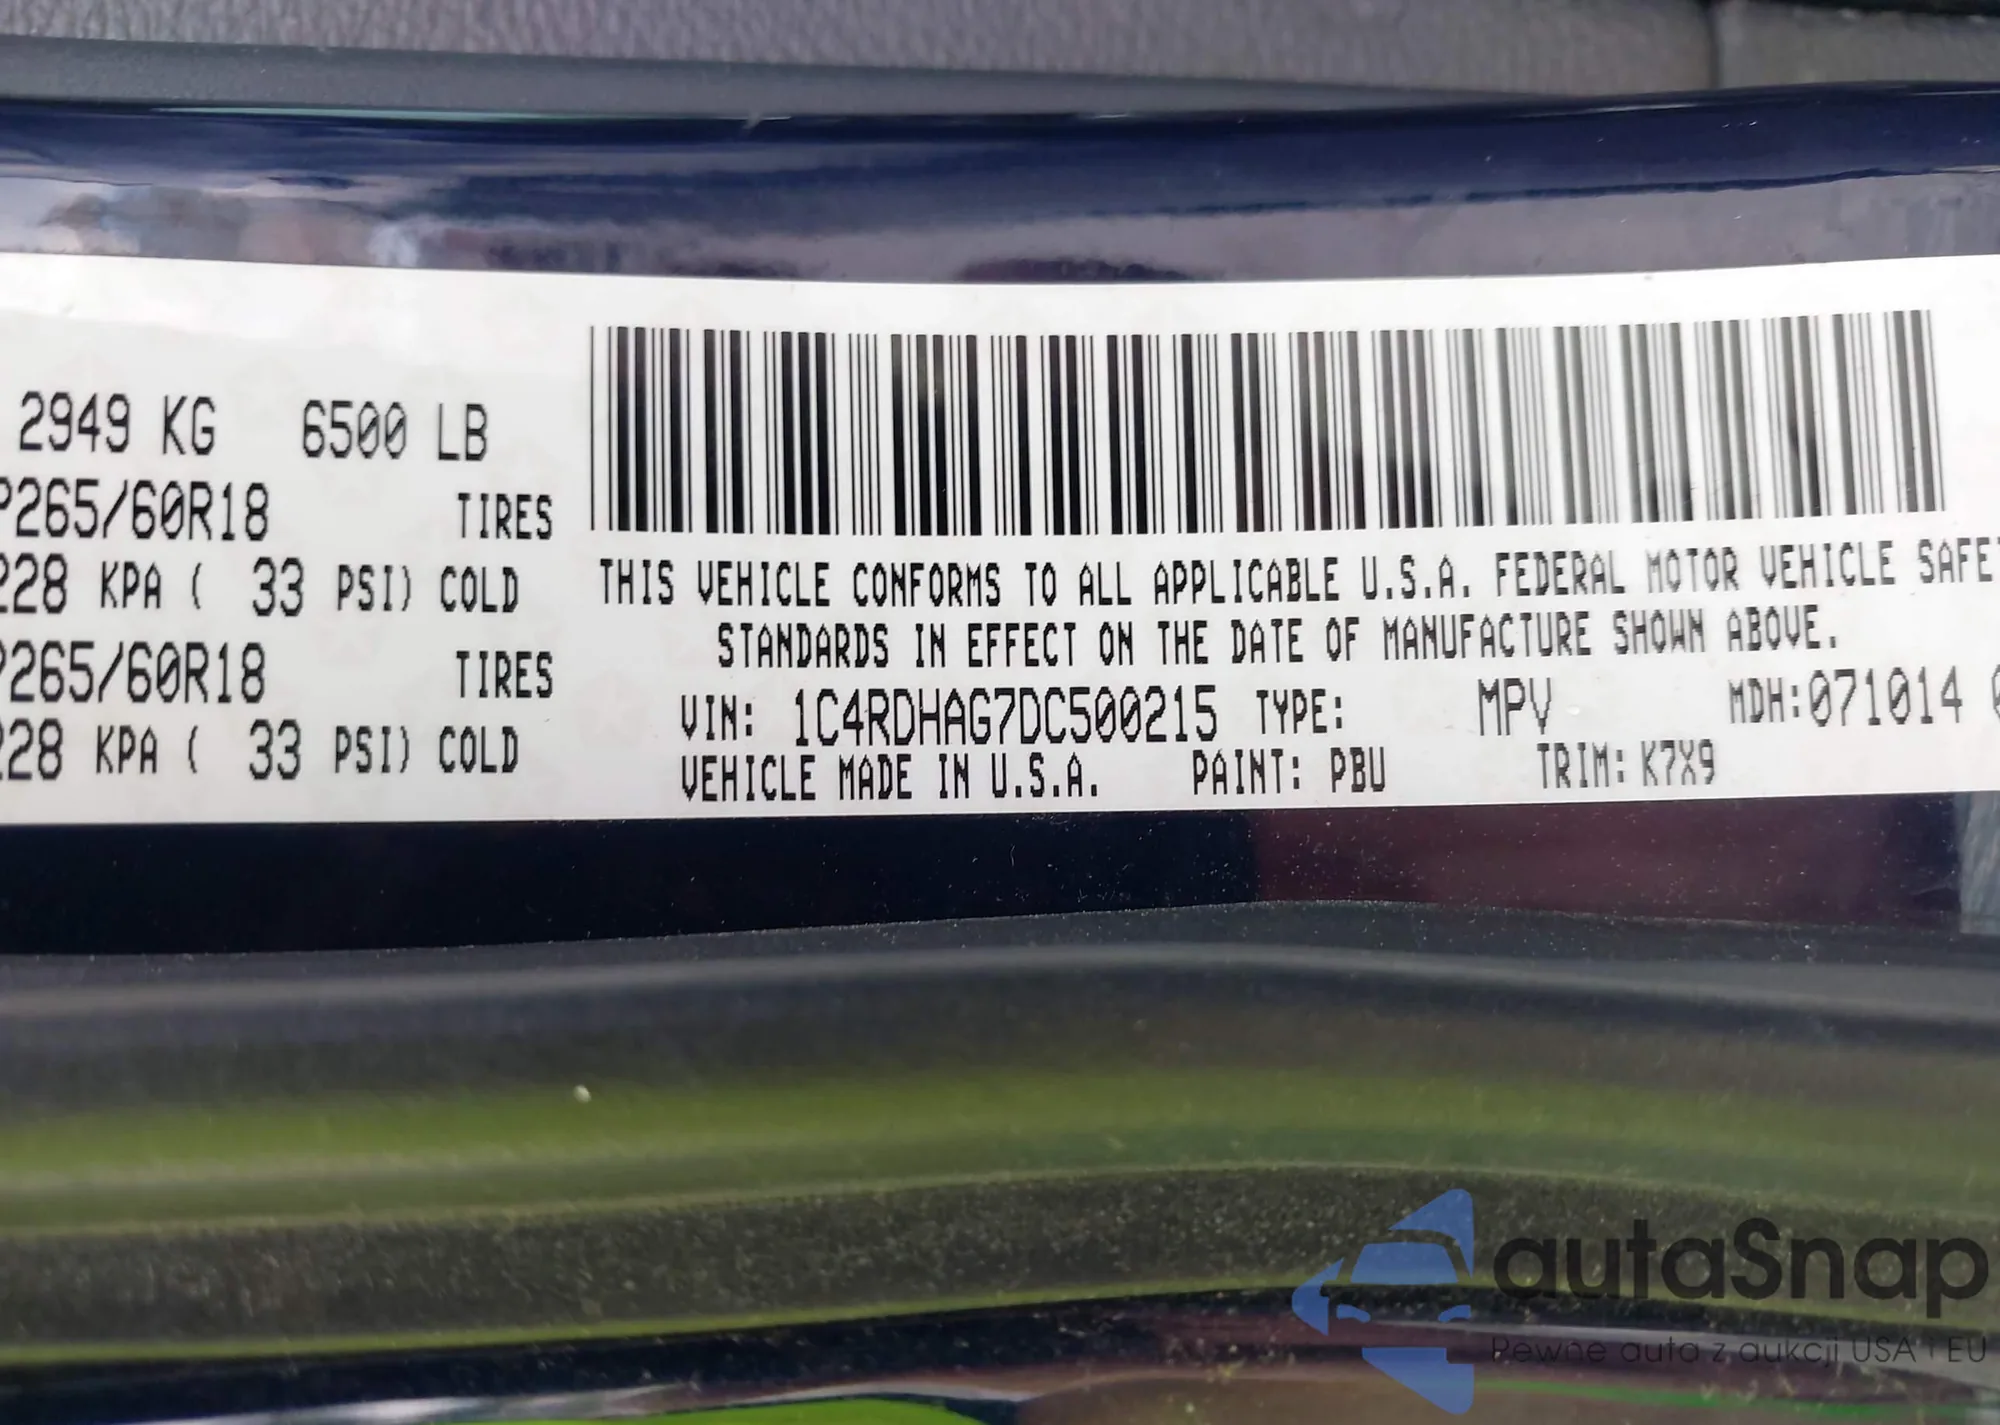 2949 KG 6500 LB
P265/60R18 TIRES
228 KPA ( 33 PSI) COLD
P265/60R18 TIRES
228 KPA ( 33 PSI) COLD
THIS VEHICLE CONFORMS TO ALL APPLICABLE U.S.A. FEDERAL MOTOR VEHICLE SAFE
STANDARDS IN EFFECT ON THE DATE OF MANUFACTURE SHOWN ABOVE.
VIN: 1C4RDHAG7DC500215 TYPE: MPV MDH:071014 0
VEHICLE MADE IN U.S.A. PAINT: PBU TRIM: K7X9
autaSnap
Pewne auta z aukcji USA i EU